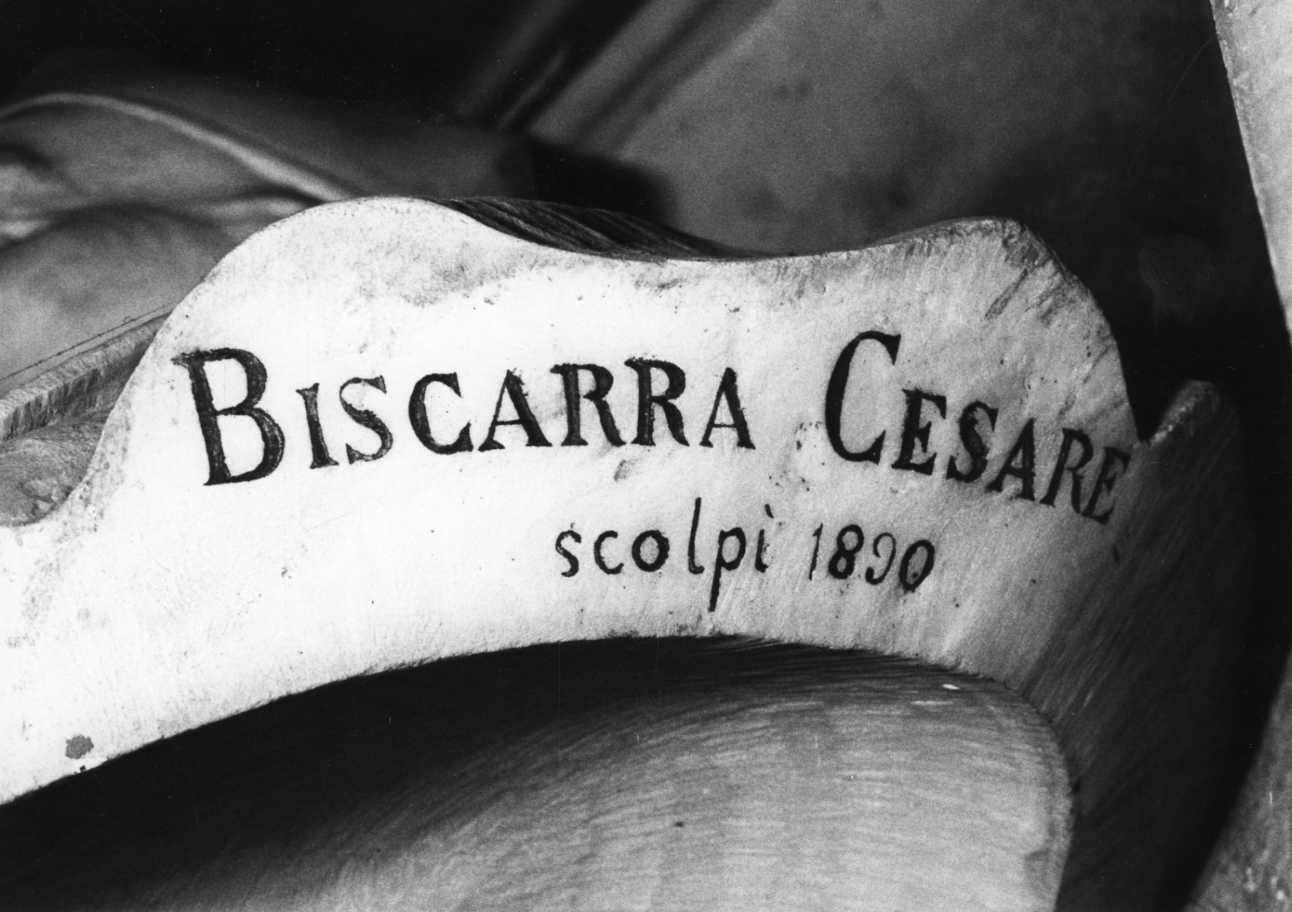 BISCARRA CESARE
scolpì 1890